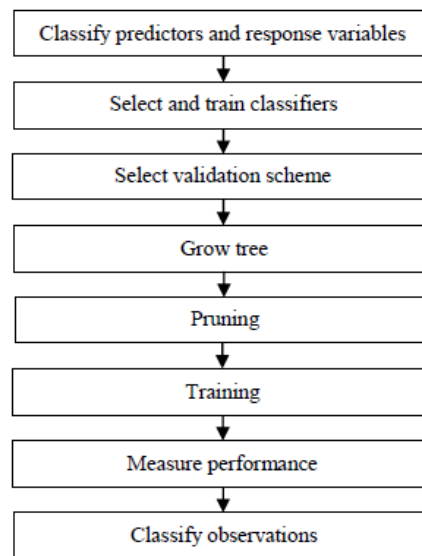 Classify predictors and response variables
Select and train classifiers
Select validation scheme
Grow tree
Pruning
Training
Measure performance
Classify observations